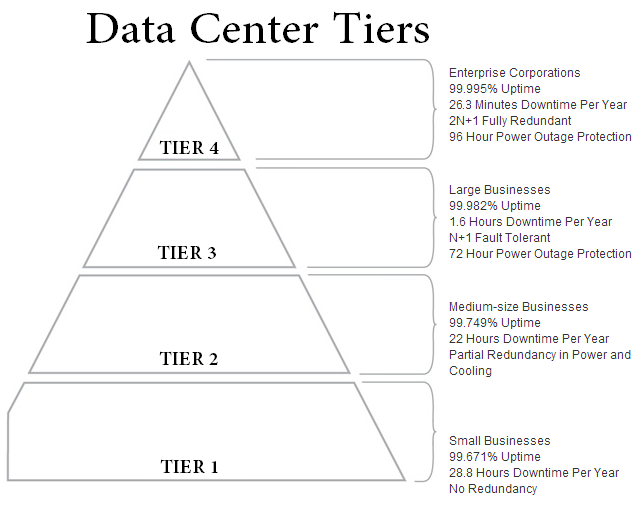 Data Center Tiers
Enterprise Corporations
99.995% Uptime
26.3 Minutes Downtime Per Year
2N+1 Fully Redundant
96 Hour Power Outage Protection
TIER 4
Large Businesses
99.982% Uptime
1.6 Hours Downtime Per Year
N+1 Fault Tolerant
72 Hour Power Outage Protection
TIER 3
Medium-size Businesses
99.749% Uptime
22 Hours Downtime Per Year
Partial Redundancy in Power and
Cooling
TIER 2
Small Businesses
99.671% Uptime
28.8 Hours Downtime Per Year
No Redundancy
TIER 1